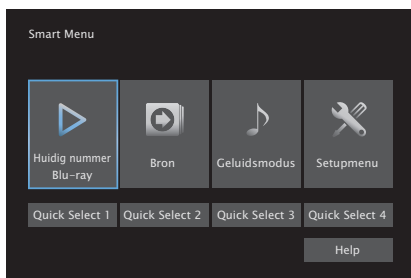 Smart Menu
Huidig nummer
Blu-ray
Bron
Geluidsmodus
Setupmenu
Quick Select 1
Quick Select 2
Quick Select 3
Quick Select 4
Help